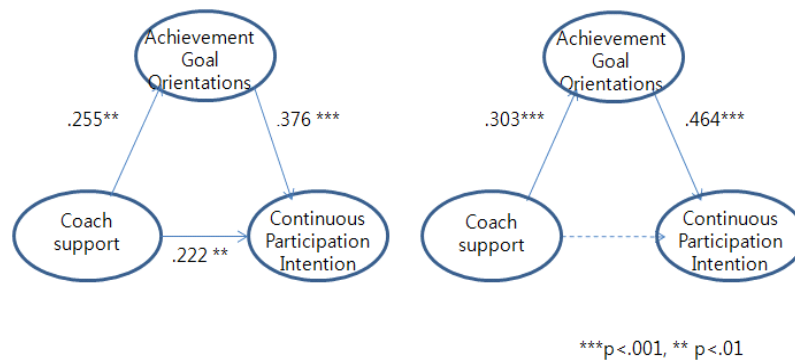 Achievement
Goal
Orientations
.255**
.376 ***
Coach
support
.222 **
Continuous
Participation
Intention
Achievement
Goal
Orientations
.303***
.464***
Coach
support
Continuous
Participation
Intention
***p<.001, ** p<.01